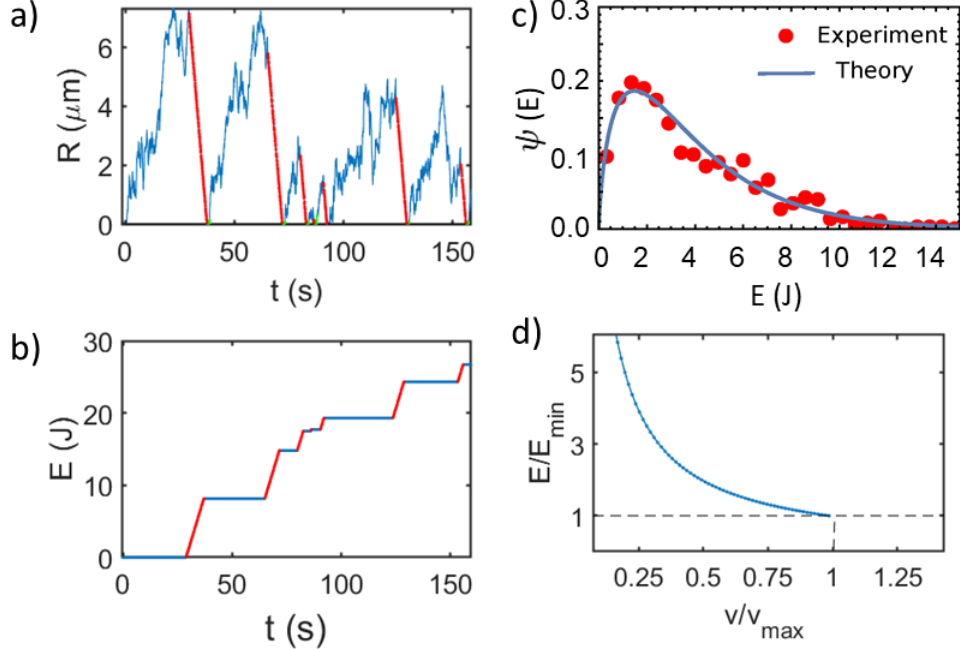 a)
R (μm)
6
4
2
0
0
50
100
150
t (s)
b)
E (J)
30
20
10
0
0
50
100
150
t (s)
c)
ψ (E)
0.3
0.2
0.1
0.0
Experiment
Theory
0 2 4 6 8 10 12 14
E (J)
d)
E/E_min
5
3
1
0.25 0.5 0.75 1 1.25
v/v_max